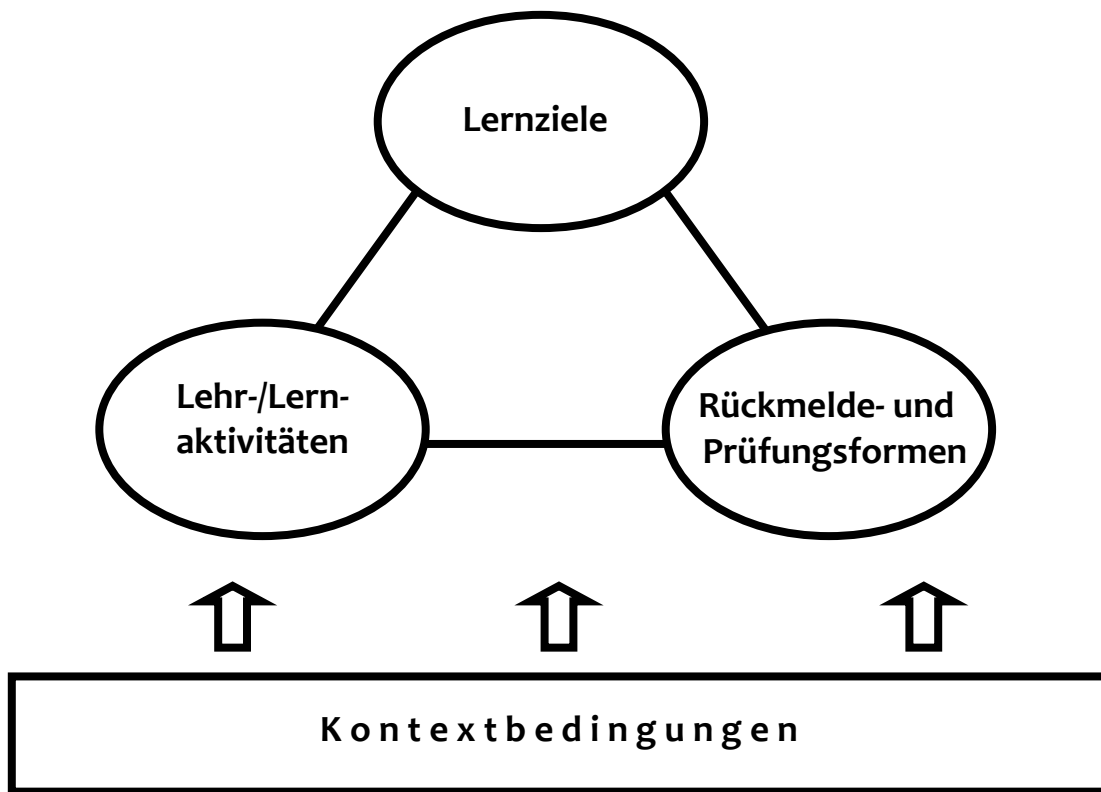 Lernziele
Lehr-/Lern-
aktivitäten
Rückmelde- und
Prüfungsformen
Kontextbedingungen